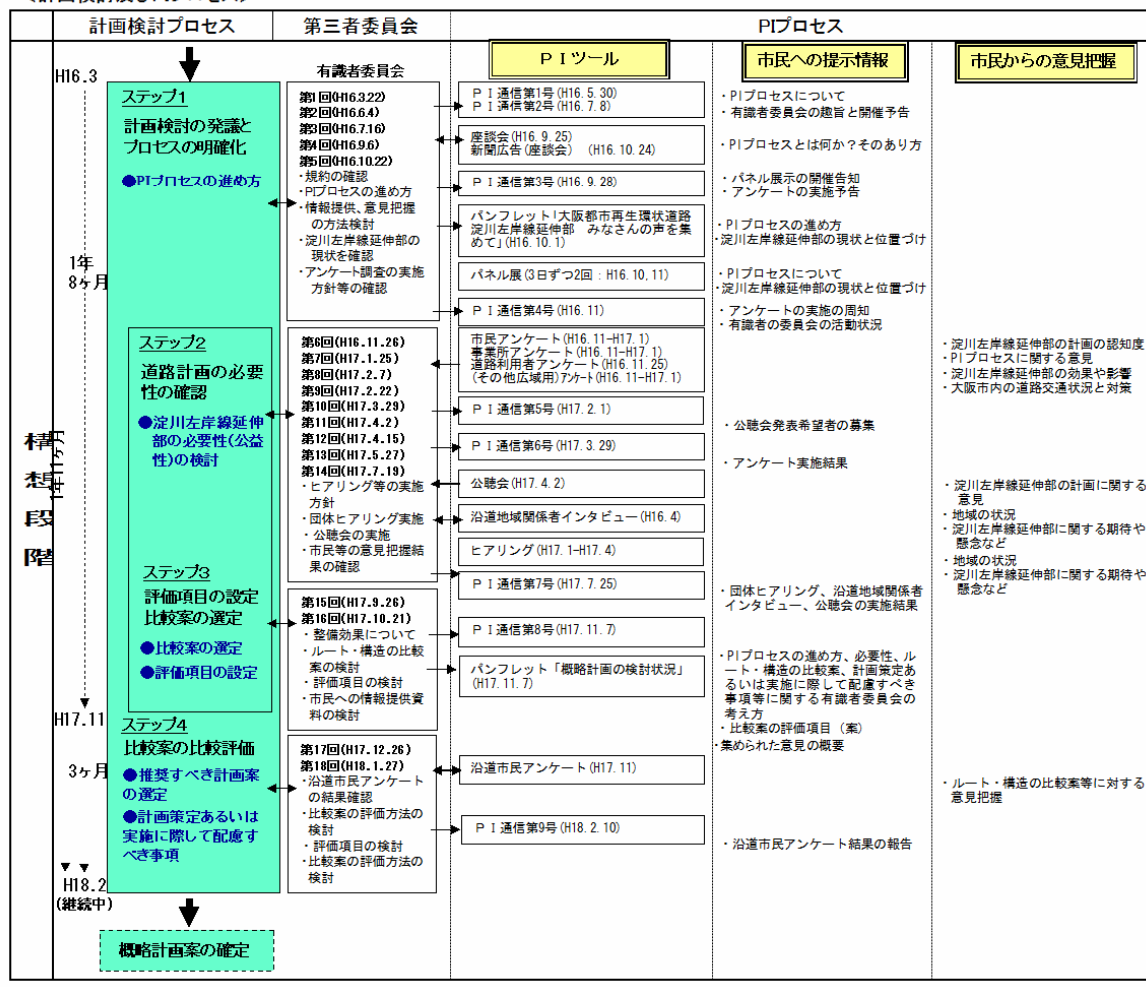 計画検討プロセス
第三者委員会
PIプロセス
ＰＩツール
市民への提示情報
市民からの意見把握
構想段階
H16.3
1年
8ヶ月
1年11ヶ月
H17.11
3ヶ月
H18.2
(継続中)
ステップ1
計画検討の発議と
プロセスの明確化
●PIプロセスの進め方
ステップ2
道路計画の必要
性の確認
●淀川左岸線延伸
部の必要性(公益
性)の検討
ステップ3
評価項目の設定
比較案の選定
●比較案の選定
●評価項目の設定
ステップ4
比較案の比較評価
●推奨すべき計画案
の選定
●計画策定あるいは
実施に際して配慮す
べき事項
概略計画案の確定
有識者委員会
第1回(H16.3.22)
第2回(H16.6.4)
第3回(H16.7.16)
第4回(H16.9.6)
第5回(H16.10.22)
・規約の確認
・PIプロセスの進め方
・情報提供、意見把握
の方法検討
・淀川左岸線延伸部の
現状を確認
・アンケート調査の実施
方針等の確認
第6回(H16.11.26)
第7回(H17.1.25)
第8回(H17.2.7)
第9回(H17.2.22)
第10回(H17.3.29)
第11回(H17.4.2)
第12回(H17.4.15)
第13回(H17.5.27)
第14回(H17.7.19)
・ヒアリング等の実施
方針
・団体ヒアリング実施
・公聴会の実施
・市民等の意見把握結
果の確認
第15回(H17.9.26)
第16回(H17.10.21)
・整備効果について
・ルート・構造の比較
案の検討
・評価項目の検討
・市民への情報提供資
料の検討
第17回(H17.12.26)
第18回(H18.1.27)
・沿道市民アンケート
の結果確認
・比較案の評価方法の
検討
・評価項目の検討
・比較案の評価方法の
検討
ＰＩ通信第1号(H16.5.30)
ＰＩ通信第2号(H16.7.8)
座談会(H16.9.25)
新聞広告(座談会) (H16.10.24)
ＰＩ通信第3号(H16.9.28)
パンフレット「大阪都市再生環状道路
淀川左岸線延伸部 みなさんの声を集
めて」(H16.10.1)
パネル展(3日ずつ2回：H16.10,11)
ＰＩ通信第4号(H16.11)
市民アンケート(H16.11-H17.1)
事業所アンケート(H16.11-H17.1)
道路利用者アンケート(H16.11.25)
(その他広域用)アンケート(H16.11-H17.1)
ＰＩ通信第5号(H17.2.1)
ＰＩ通信第6号(H17.3.29)
公聴会(H17.4.2)
沿道地域関係者インタビュー(H16.4)
ヒアリング(H17.1-H17.4)
ＰＩ通信第7号(H17.7.25)
ＰＩ通信第8号(H17.11.7)
パンフレット「概略計画の検討状況」
(H17.11.7)
沿道市民アンケート(H17.11)
ＰＩ通信第9号(H18.2.10)
・PIプロセスについて
・有識者委員会の趣旨と開催予告
・PIプロセスとは何か？そのあり方
・パネル展示の開催告知
・アンケートの実施予告
・PIプロセスの進め方
・淀川左岸線延伸部の現状と位置づけ
・PIプロセスについて
・淀川左岸線延伸部の現状と位置づけ
・アンケートの実施の周知
・有識者の委員会の活動状況
・公聴会発表希望者の募集
・アンケート実施結果
・団体ヒアリング、沿道地域関係者
インタビュー、公聴会の実施結果
・PIプロセスの進め方、必要性、ル
ート・構造の比較案、計画策定あ
るいは実施に際して配慮すべき
事項等に関する有識者委員会の
考え方
・比較案の評価項目（案）
・集められた意見の概要
・沿道市民アンケート結果の報告
・淀川左岸線延伸部の計画の認知度
・PIプロセスに関する意見
・淀川左岸線延伸部の効果や影響
・大阪市内の道路交通状況と対策
・淀川左岸線延伸部の計画に関する
意見
・地域の状況
・淀川左岸線延伸部に関する期待や
懸念など
・地域の状況
・淀川左岸線延伸部に関する期待や
懸念など
・ルート・構造の比較案等に対する
意見把握